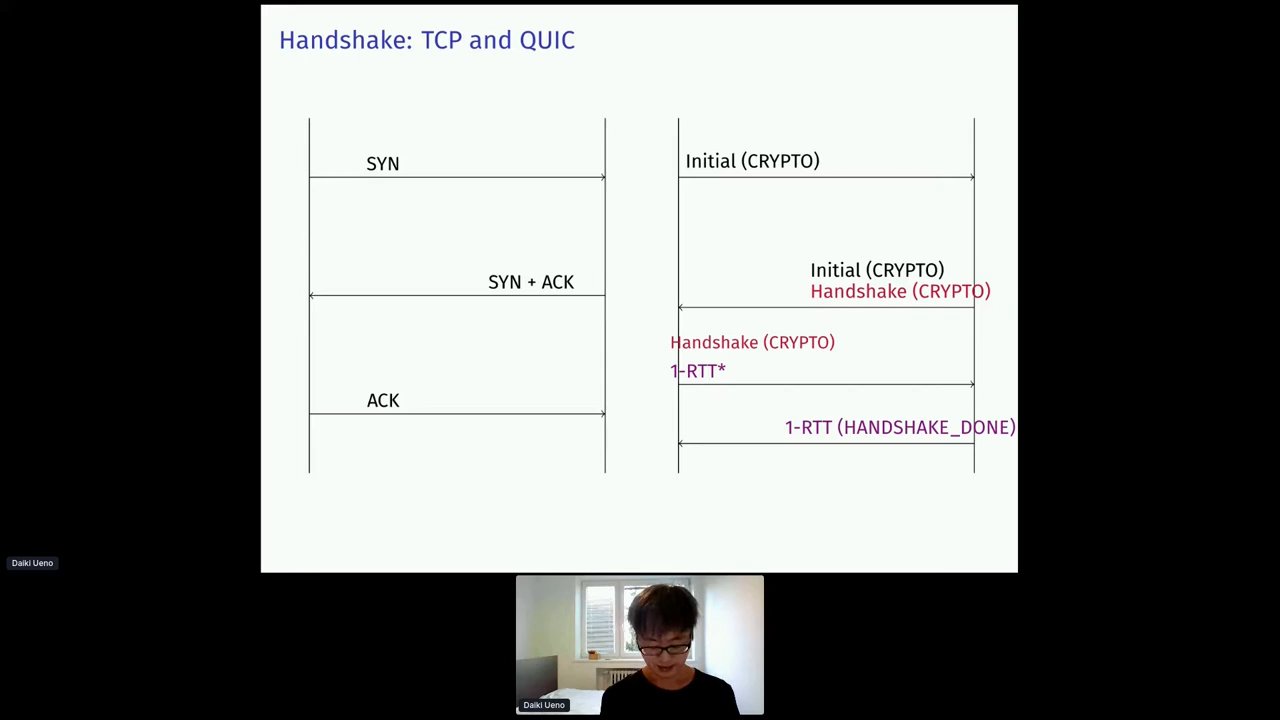 Handshake: TCP and QUIC
SYN
SYN + ACK
ACK
Initial (CRYPTO)
Initial (CRYPTO)
Handshake (CRYPTO)
Handshake (CRYPTO)
1-RTT*
1-RTT (HANDSHAKE_DONE)
Daiki Ueno
Daiki Ueno